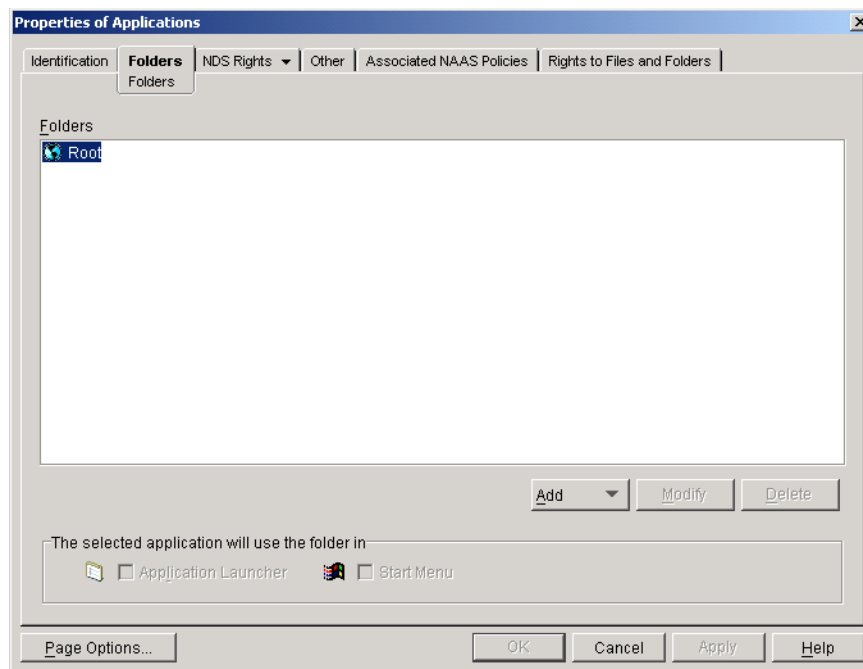 Properties of Applications
Identification Folders NDS Rights Other Associated NAAS Policies Rights to Files and Folders
Folders
Folders
Root
Add Modify Delete
The selected application will use the folder in
Application Launcher Start Menu
Page Options... OK Cancel Apply Help